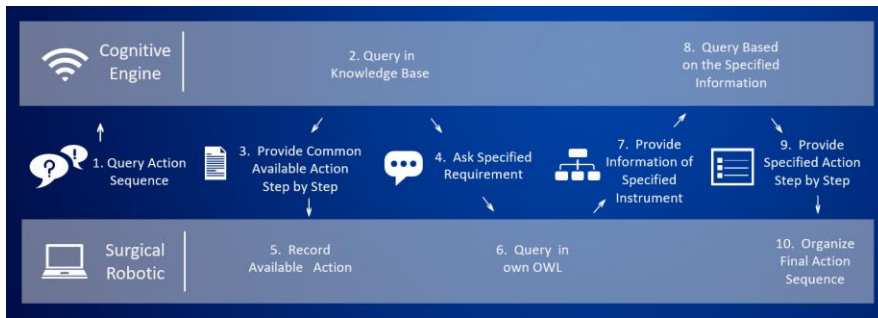 Cognitive
Engine
2. Query in
Knowledge Base
8. Query Based
on the Specified
Information
1. Query Action
Sequence
3. Provide Common
Available Action
Step by Step
4. Ask Specified
Requirement
7. Provide
Information of
Specified
Instrument
9. Provide
Specified Action
Step by Step
Surgical
Robotic
5. Record
Available Action
6. Query in
own OWL
10. Organize
Final Action
Sequence